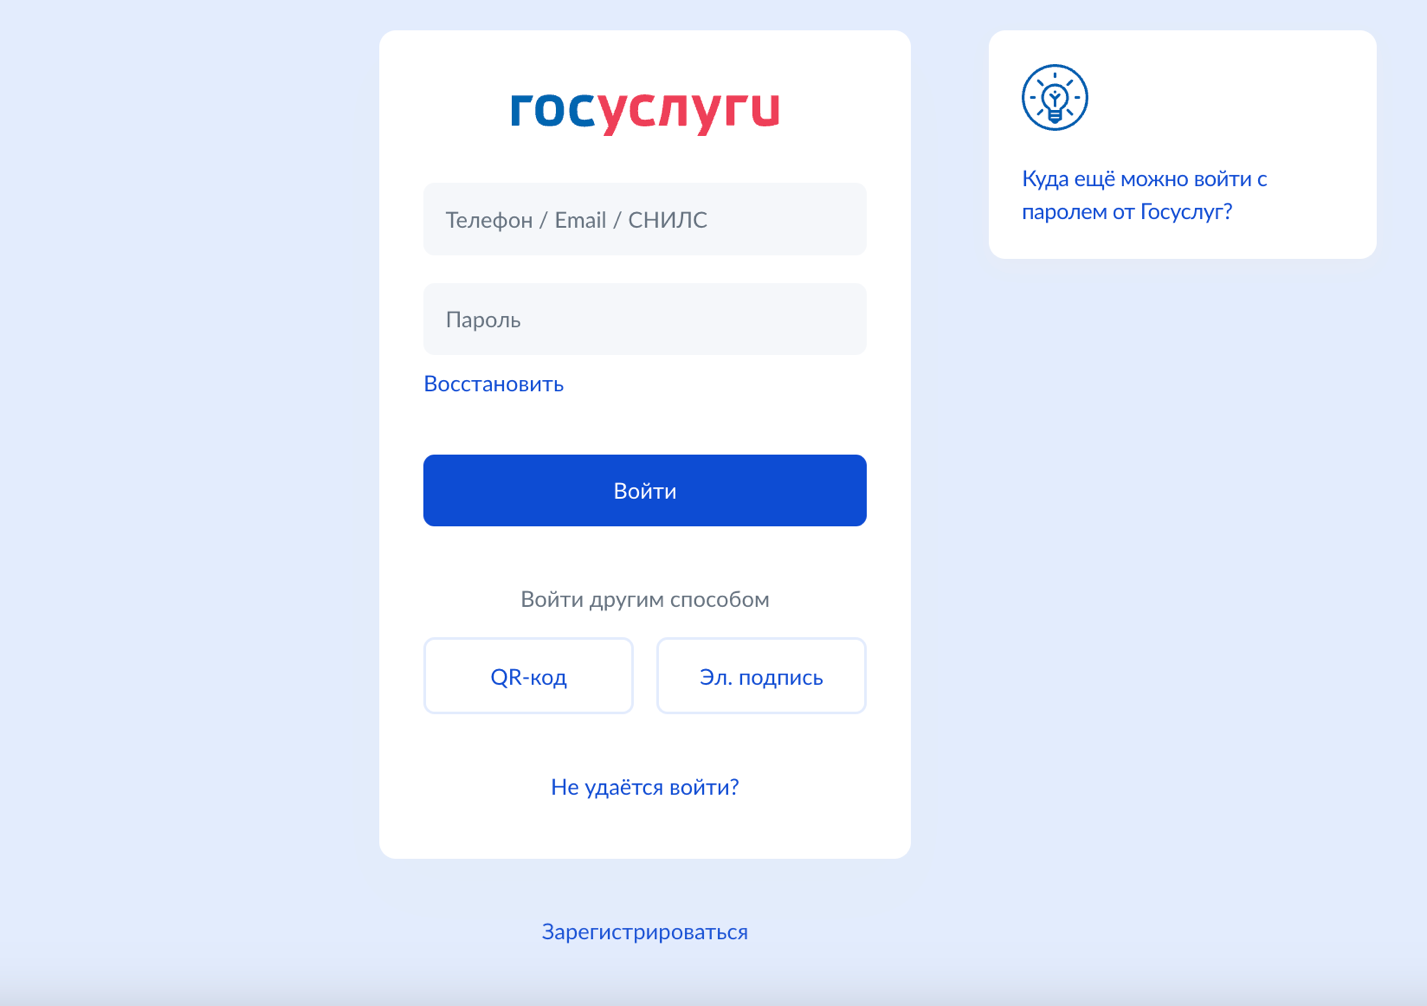 госуслуги
Телефон / Email / СНИЛС
Пароль
Восстановить
Войти
Войти другим способом
QR-код
Эл. подпись
Не удаётся войти?
Зарегистрироваться
Куда ещё можно войти с
паролем от Госуслуг?